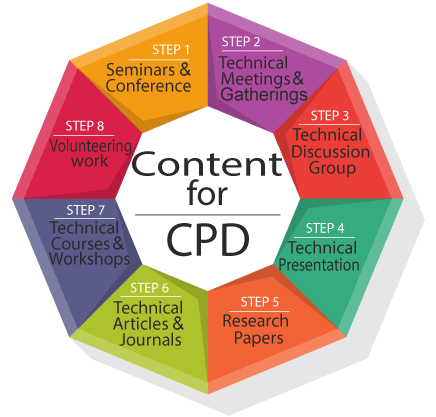 STEP 1
Seminars &
Conference
STEP 2
Technical
Meetings &
Gatherings
STEP 3
Technical
Discussion
Group
STEP 4
Technical
Presentation
STEP 5
Research
Papers
STEP 6
Technical
Articles &
Journals
STEP 7
Technical
Courses &
Workshops
STEP 8
Volunteering
work
Content
for
CPD